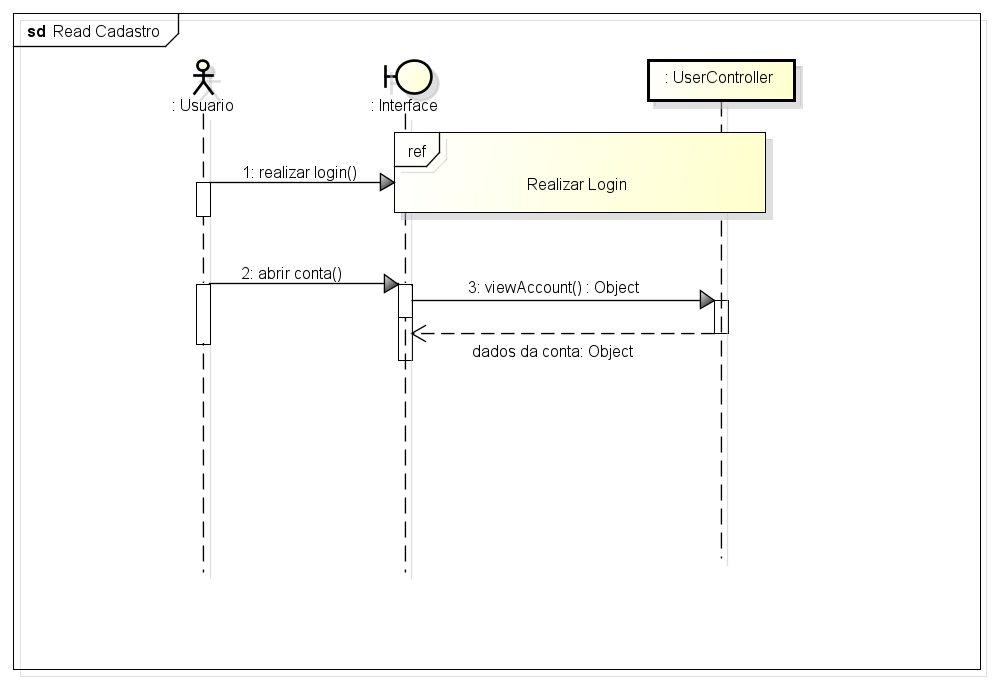 sd Read Cadastro
: Usuario
: Interface
: UserController
ref
Realizar Login
1: realizar login()
2: abrir conta()
3: viewAccount() : Object
dados da conta: Object